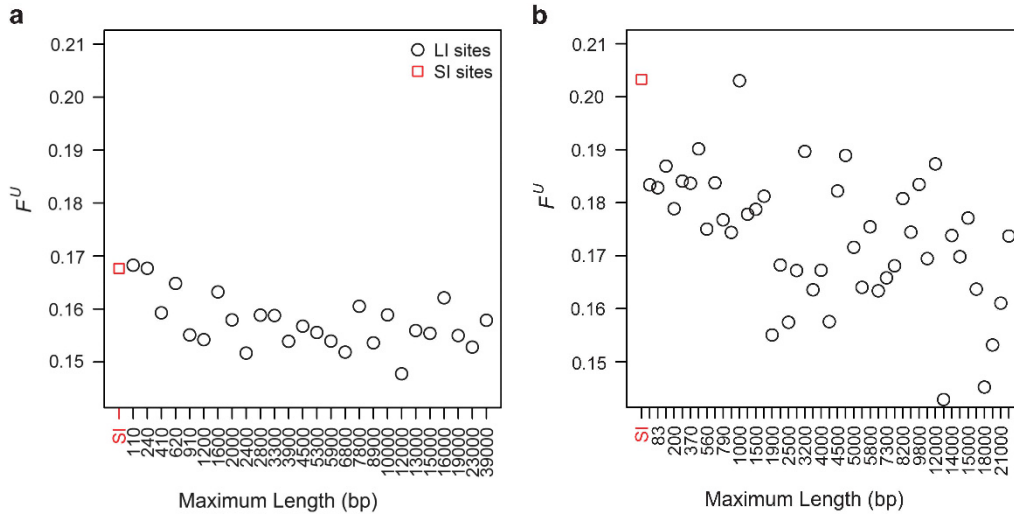 a
0.21
0.20
0.19
0.18
0.17
0.16
0.15
F^U
LI sites
SI sites
SI 110 240 410 620 910 1200 1600 2000 2400 2800 3300 3900 4500 5300 5900 6800 7800 8900 10000 12000 13000 15000 16000 19000 23000 39000
Maximum Length (bp)
b
0.21
0.20
0.19
0.18
0.17
0.16
0.15
F^U
SI 83 200 370 560 790 1000 1500 1900 2500 3200 4000 4500 5000 5800 7300 8200 9800 12000 14000 15000 18000 21000
Maximum Length (bp)